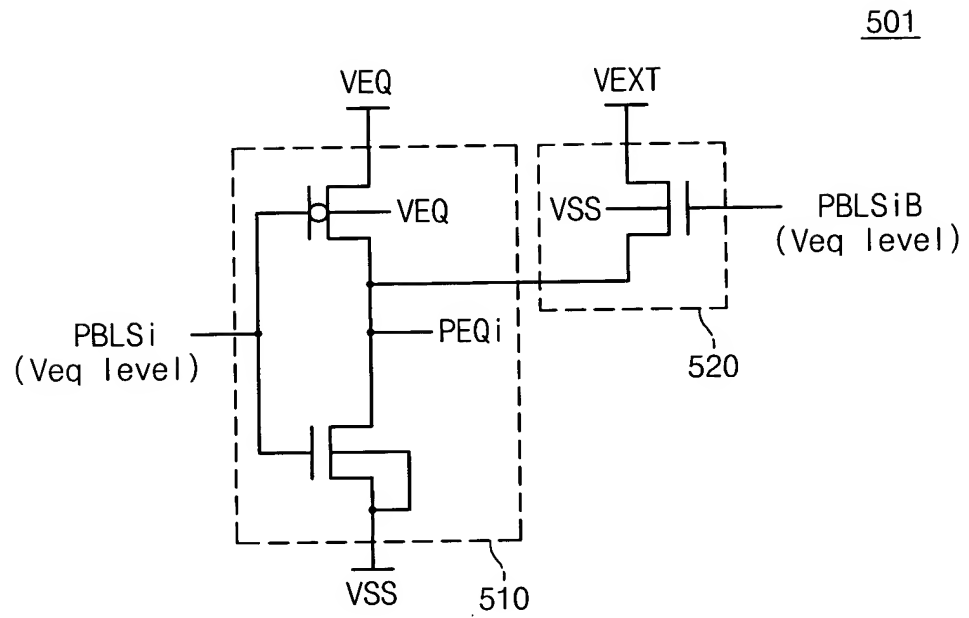 501
VEQ
VEXT
VEQ
VSS
PBLSiB
(Veq level)
PBLSi
(Veq level)
PEQi
520
VSS
510